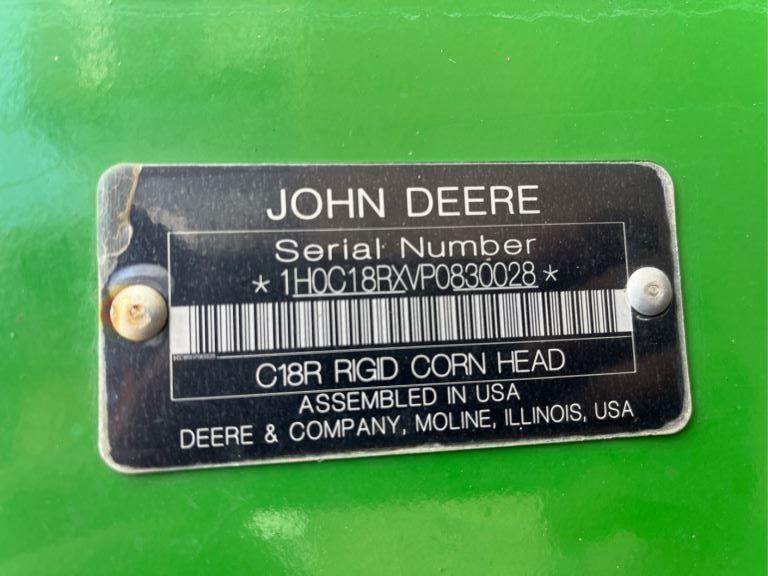 JOHN DEERE
Serial Number
* 1H0C18RXVP0830028 *
C18R RIGID CORN HEAD
ASSEMBLED IN USA
DEERE & COMPANY, MOLINE, ILLINOIS, USA